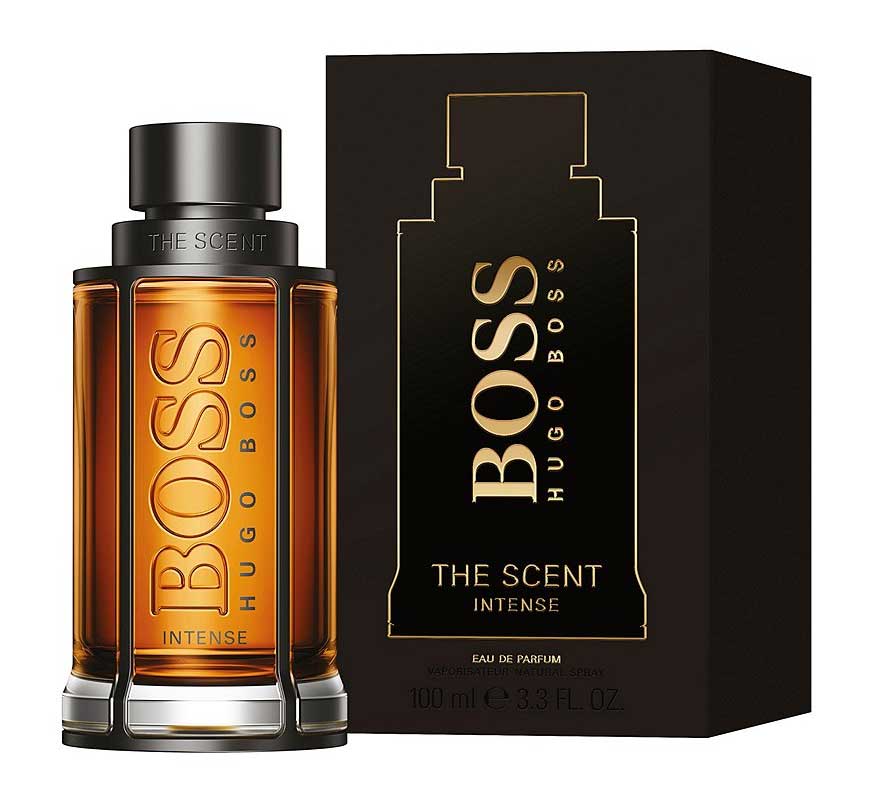 THE SCENT
BOSS
HUGO BOSS
INTENSE
BOSS
HUGO BOSS
THE SCENT
INTENSE
EAU DE PARFUM
VAPORISATEUR NATURAL SPRAY
100 ml ℮ 3.3 FL. OZ.